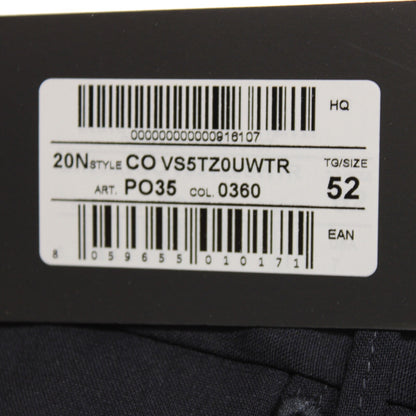 HQ
000000000000916107
20N STYLE CO VS5TZ0UWTR TG/SIZE
ART. PO35 COL. 0360 52
EAN
8 059655 010171